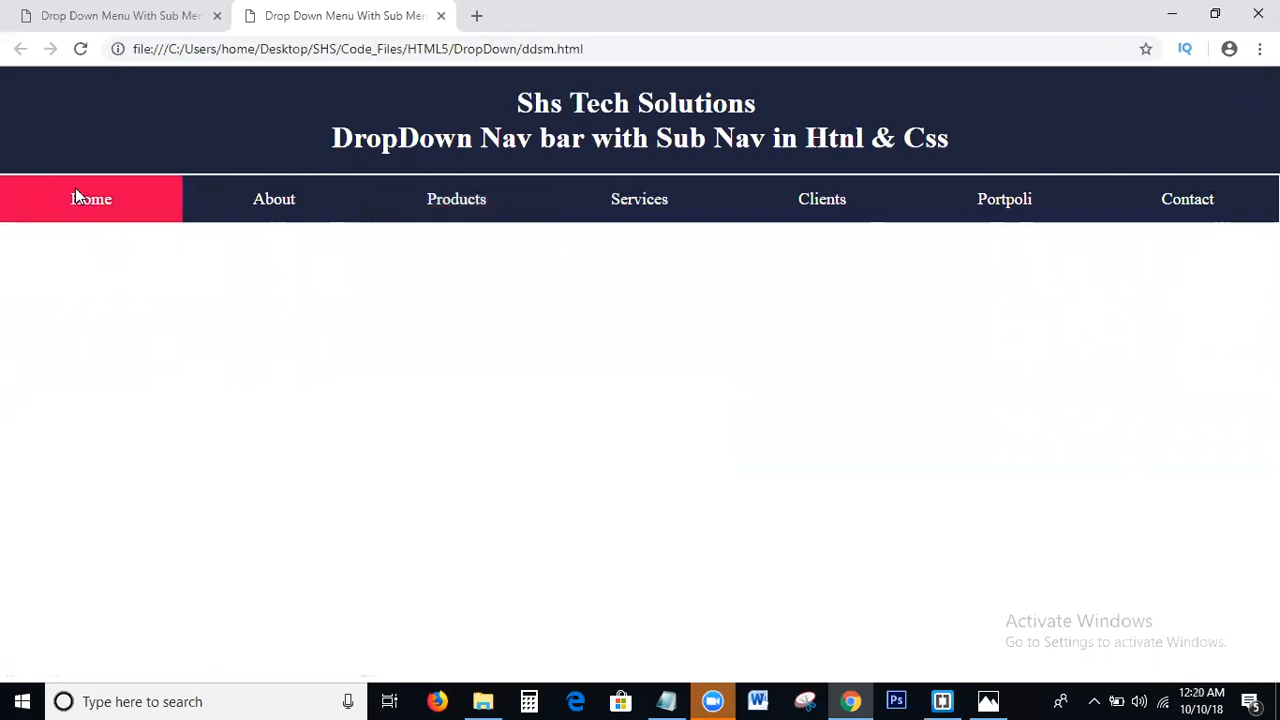 Drop Down Menu With Sub Mer
Drop Down Menu With Sub Men
file:///C:/Users/home/Desktop/SHS/Code_Files/HTML5/DropDown/ddsm.html
IQ
Shs Tech Solutions
DropDown Nav bar with Sub Nav in Htnl & Css
Home About Products Services Clients Portpoli Contact
Activate Windows
Go to Settings to activate Windows.
Type here to search
12:20 AM
10/10/18
5